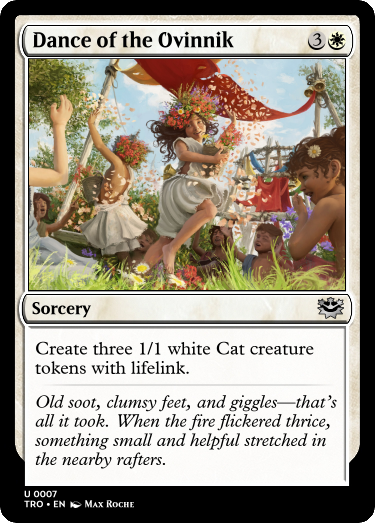 Dance of the Ovinnik 3
Sorcery
Create three 1/1 white Cat creature
tokens with lifelink.
Old soot, clumsy feet, and giggles—that's
all it took. When the fire flickered thrice,
something small and helpful stretched in
the nearby rafters.
U 0007
TRO • EN Max Roche